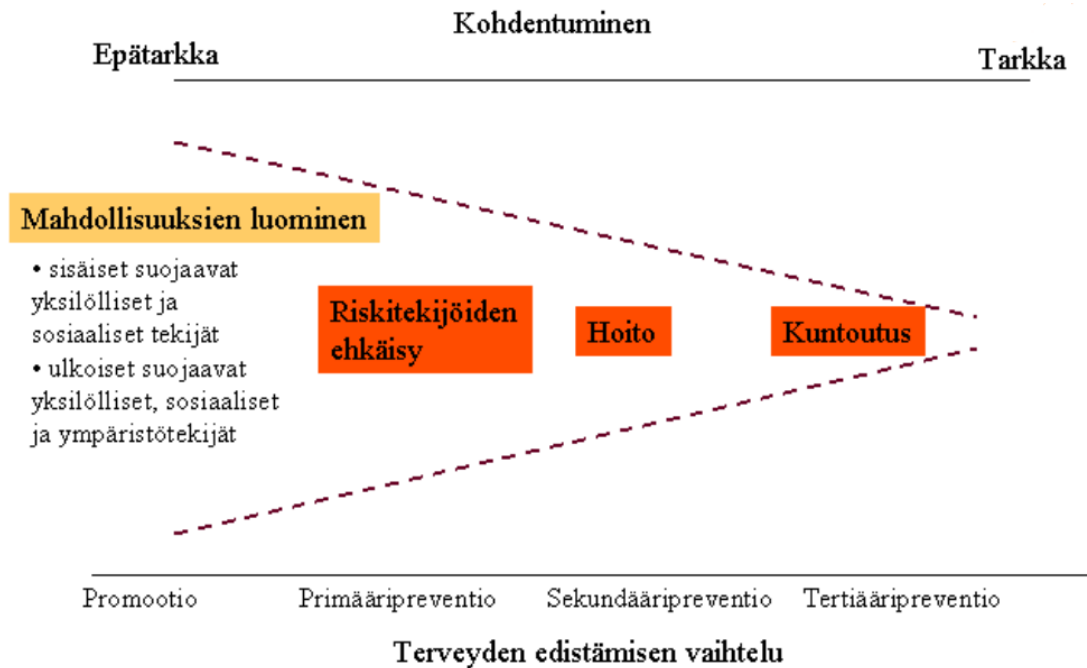 Kohdentuminen
Epätarkka
Tarkka
Mahdollisuuksien luominen
• sisäiset suojaavat
yksilölliset ja
sosiaaliset tekijät
• ulkoiset suojaavat
yksilölliset, sosiaaliset
ja ympäristötekijät
Riskitekijöiden
ehkäisy
Hoito
Kuntoutus
Promootio
Primääripreventio
Sekundääripreventio
Tertiääripreventio
Terveyden edistämisen vaihtelu